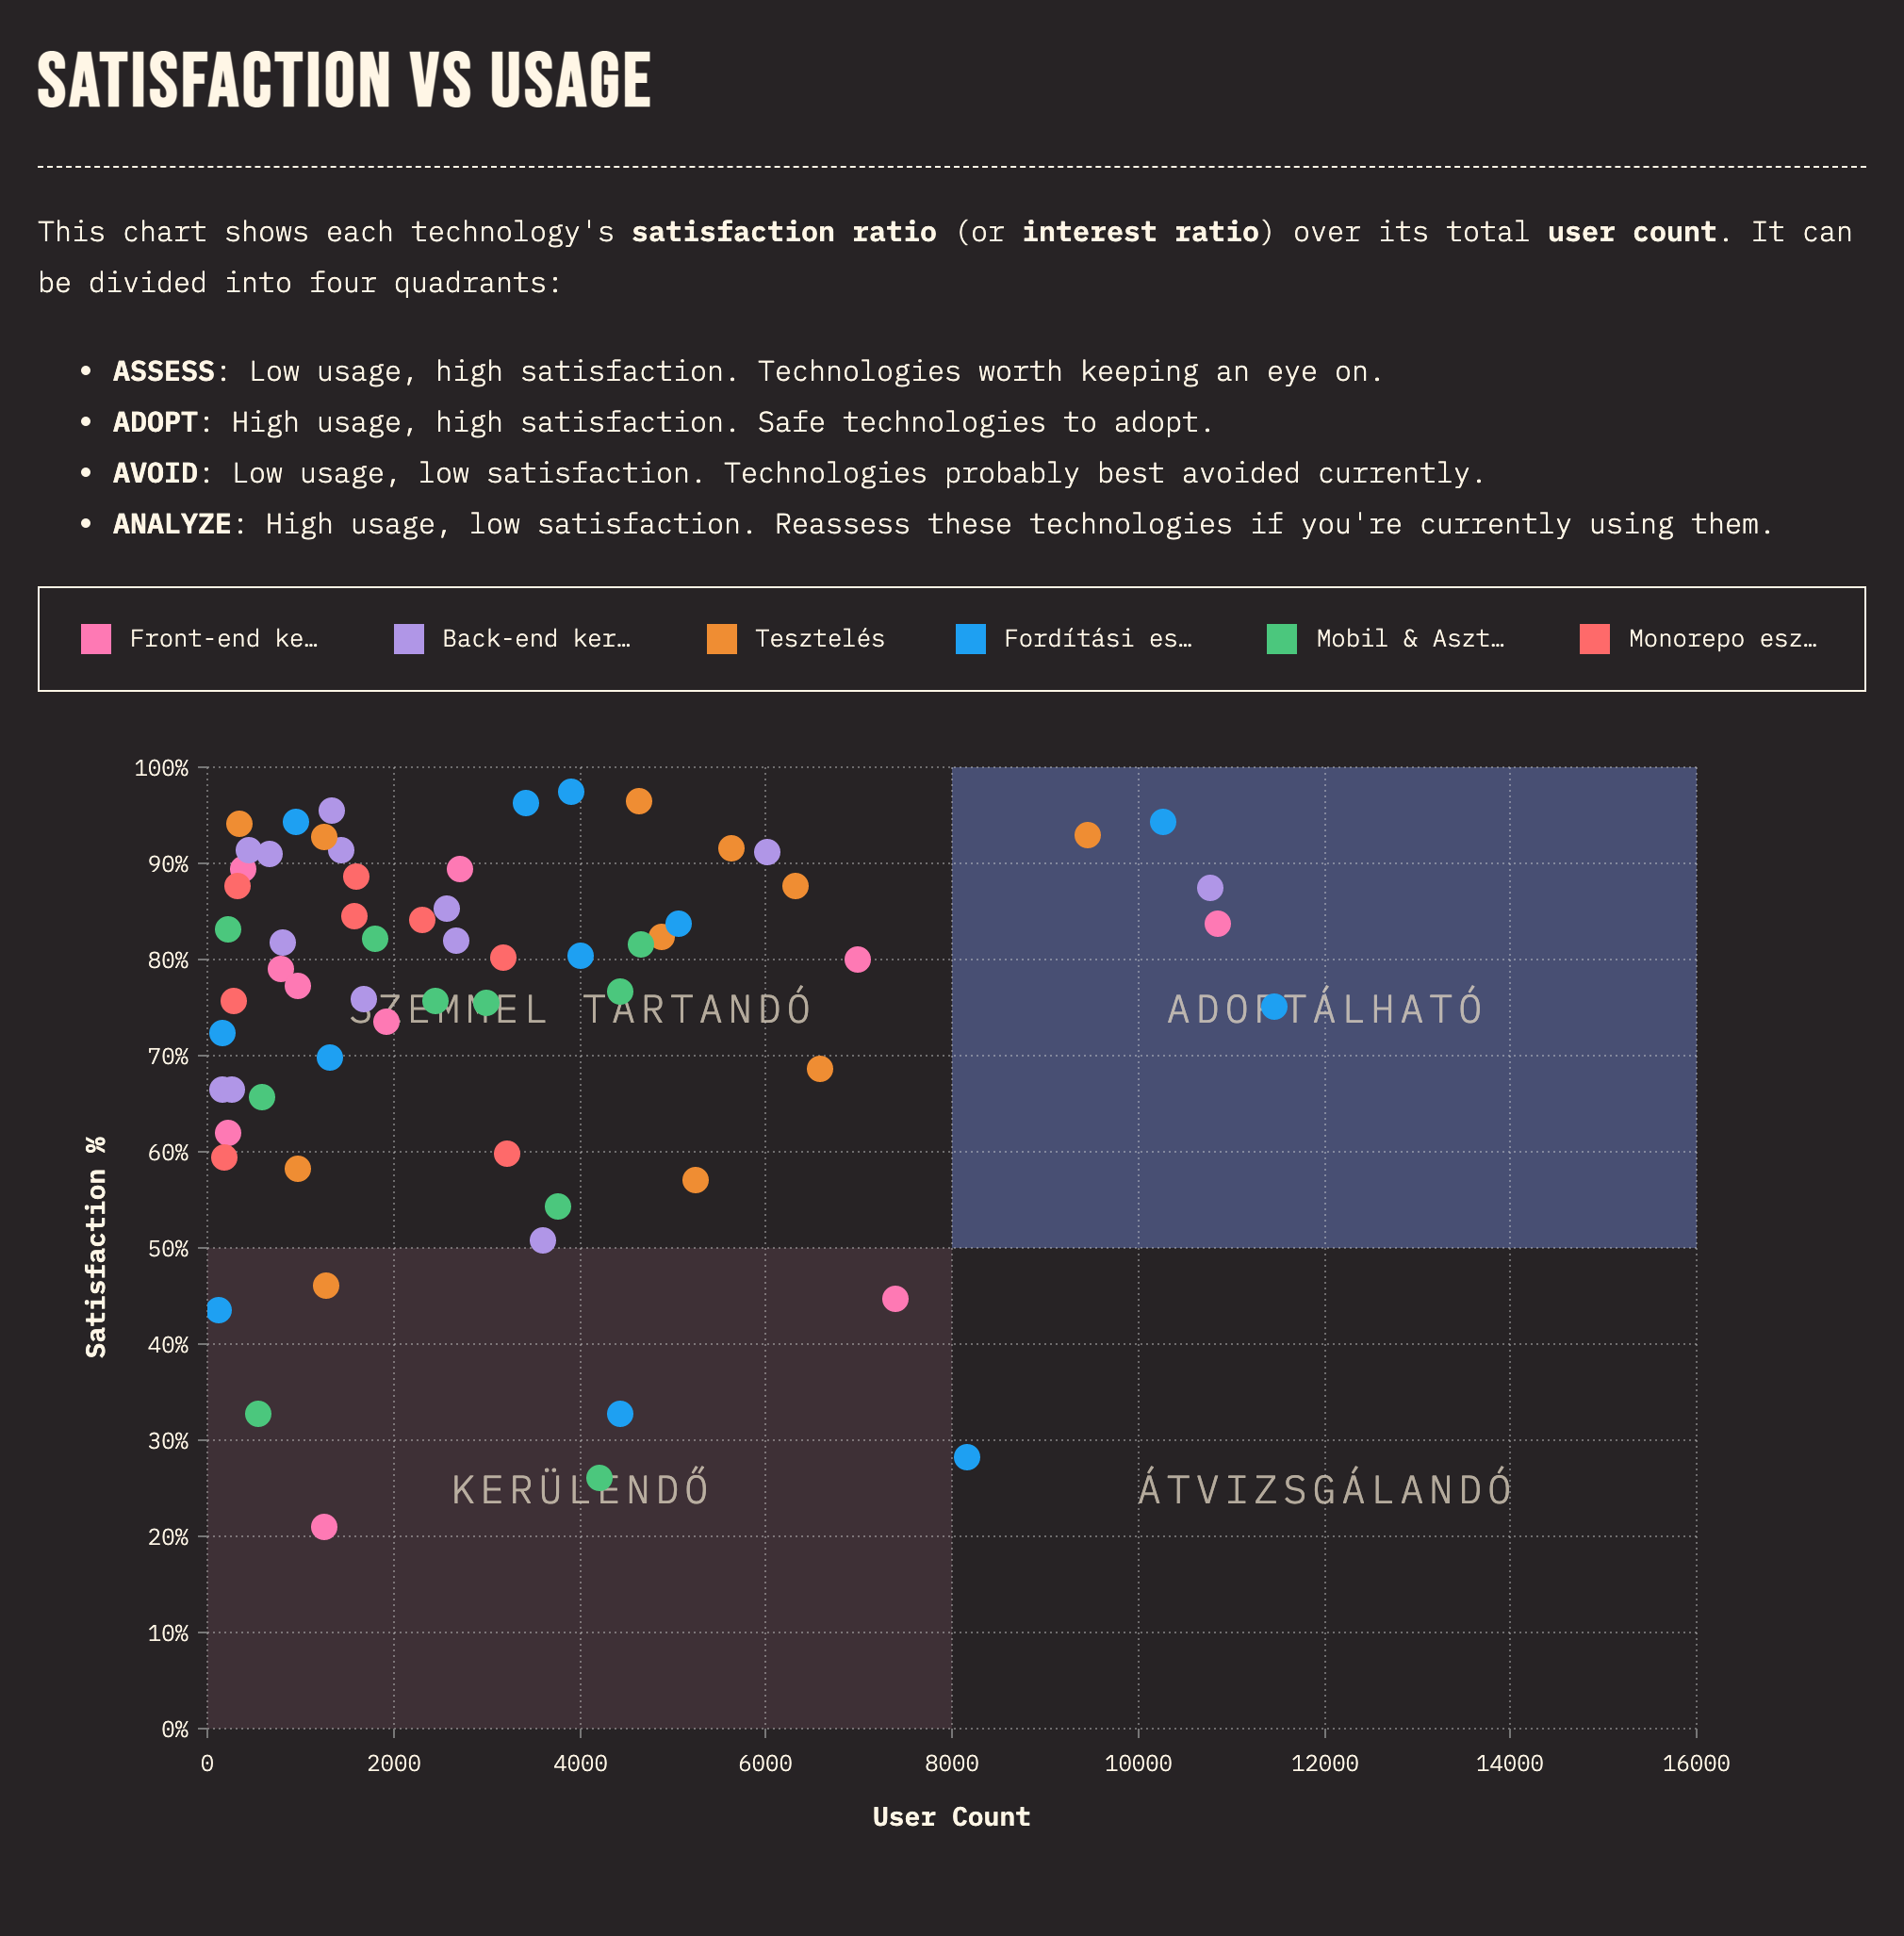 SATISFACTION VS USAGE
This chart shows each technology's satisfaction ratio (or interest ratio) over its total user count. It can
be divided into four quadrants:
• ASSESS: Low usage, high satisfaction. Technologies worth keeping an eye on.
• ADOPT: High usage, high satisfaction. Safe technologies to adopt.
• AVOID: Low usage, low satisfaction. Technologies probably best avoided currently.
• ANALYZE: High usage, low satisfaction. Reassess these technologies if you're currently using them.
Front-end ke… Back-end ker… Tesztelés Fordítási es… Mobil & Aszt… Monorepo esz…
100%
90%
80%
SZEMMEL TARTANDÓ ADOPTÁLHATÓ
70%
60%
50%
40%
30%
KERÜLENDŐ ÁTVIZSGÁLANDÓ
20%
10%
0%
Satisfaction %
0 2000 4000 6000 8000 10000 12000 14000 16000
User Count